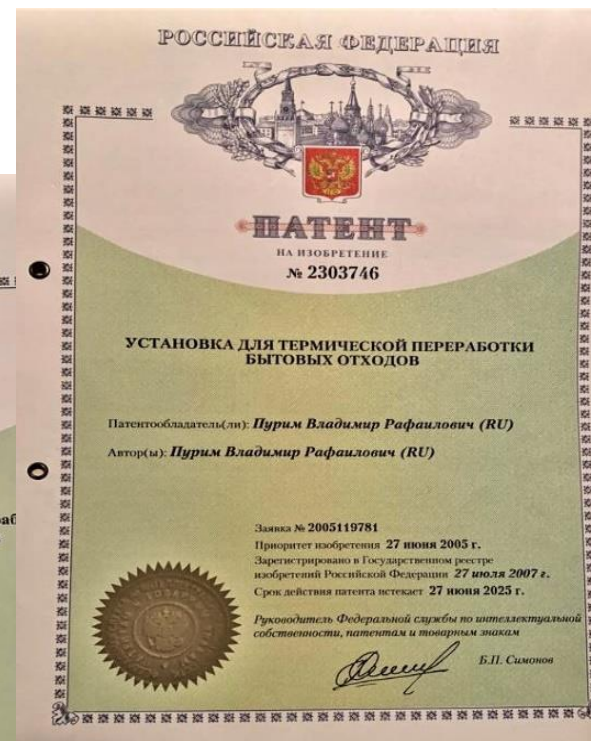 РОССИЙСКАЯ ФЕДЕРАЦИЯ
ПАТЕНТ
НА ИЗОБРЕТЕНИЕ
№ 2303746
УСТАНОВКА ДЛЯ ТЕРМИЧЕСКОЙ ПЕРЕРАБОТКИ
БЫТОВЫХ ОТХОДОВ
Патентообладатель(ли): Пурим Владимир Рафаилович (RU)
Автор(ы): Пурим Владимир Рафаилович (RU)
Заявка № 2005119781
Приоритет изобретения 27 июня 2005 г.
Зарегистрировано в Государственном реестре
изобретений Российской Федерации 27 июля 2007 г.
Срок действия патента истекает 27 июня 2025 г.
Руководитель Федеральной службы по интеллектуальной
собственности, патентам и товарным знакам
Б.П. Симонов